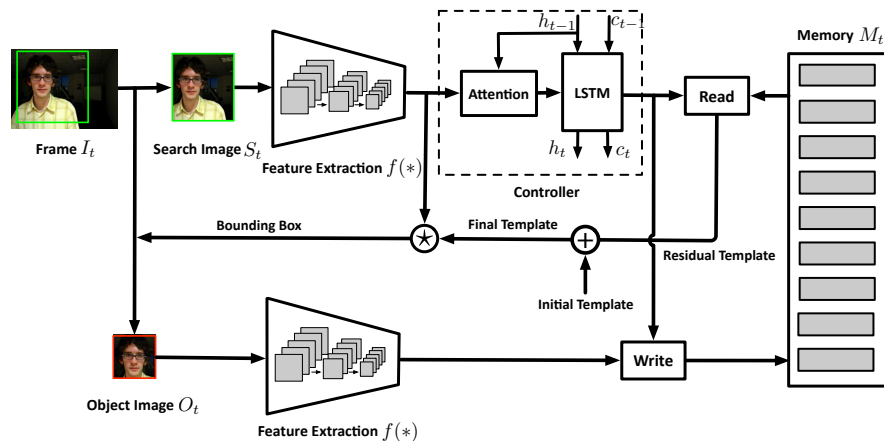 h_{t-1}
c_{t-1}
Memory M_t
Attention
LSTM
Read
Frame I_t
Search Image S_t
Feature Extraction f(∗)
h_t
c_t
Controller
Bounding Box
Final Template
Residual Template
Initial Template
Write
Object Image O_t
Feature Extraction f(∗)